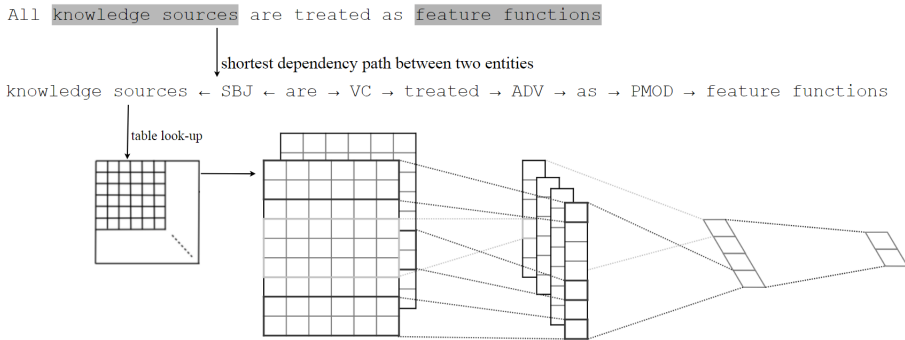 All knowledge sources are treated as feature functions
shortest dependency path between two entities
knowledge sources ← SBJ ← are → VC → treated → ADV → as → PMOD → feature functions
table look-up